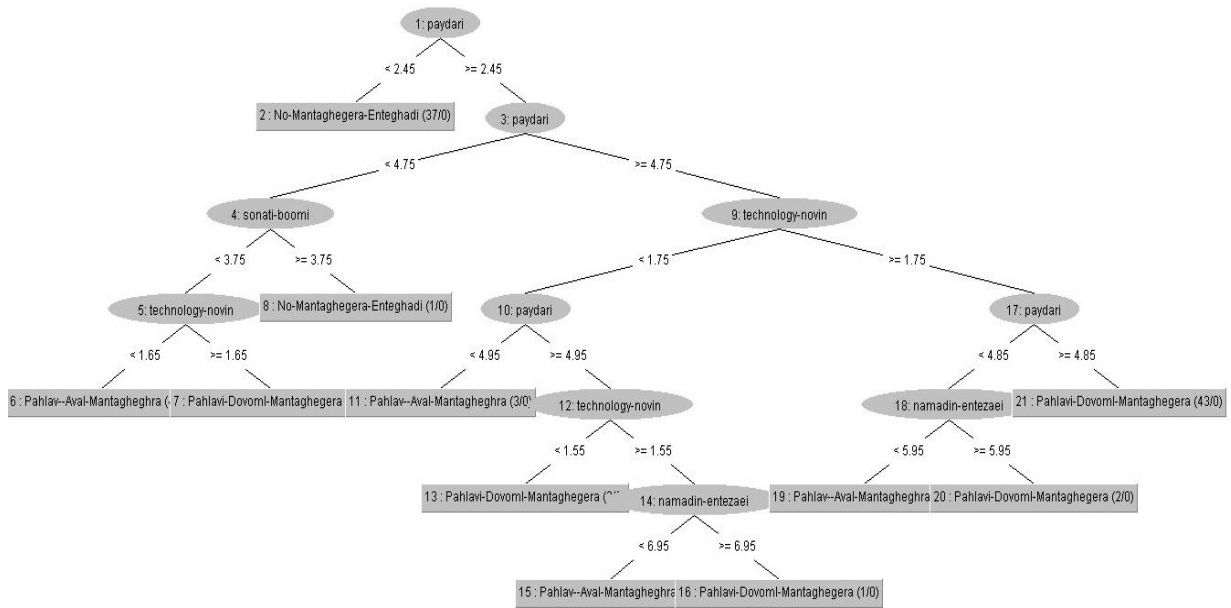 1: paydari
< 2.45
>= 2.45
2 : No-Mantaghegera-Enteghadi (37/0)
3: paydari
< 4.75
>= 4.75
4: sonati-boomi
9: technology-novin
< 3.75
>= 3.75
< 1.75
>= 1.75
5: technology-novin
8 : No-Mantaghegera-Enteghadi (1/0)
10: paydari
17: paydari
< 1.65
>= 1.65
< 4.95
>= 4.95
< 4.85
>= 4.85
6 : Pahlav--Aval-Mantagheghra
7 : Pahlavi-Dovoml-Mantaghegera
11 : Pahlav--Aval-Mantagheghra (3/0)
12: technology-novin
18: namadin-entezaei
21 : Pahlavi-Dovoml-Mantaghegera (43/0)
< 1.55
>= 1.55
< 5.95
>= 5.95
13 : Pahlavi-Dovoml-Mantaghegera
14: namadin-entezaei
19 : Pahlav--Aval-Mantagheghra
20 : Pahlavi-Dovoml-Mantaghegera (2/0)
< 6.95
>= 6.95
15 : Pahlav--Aval-Mantagheghra
16 : Pahlavi-Dovoml-Mantaghegera (1/0)